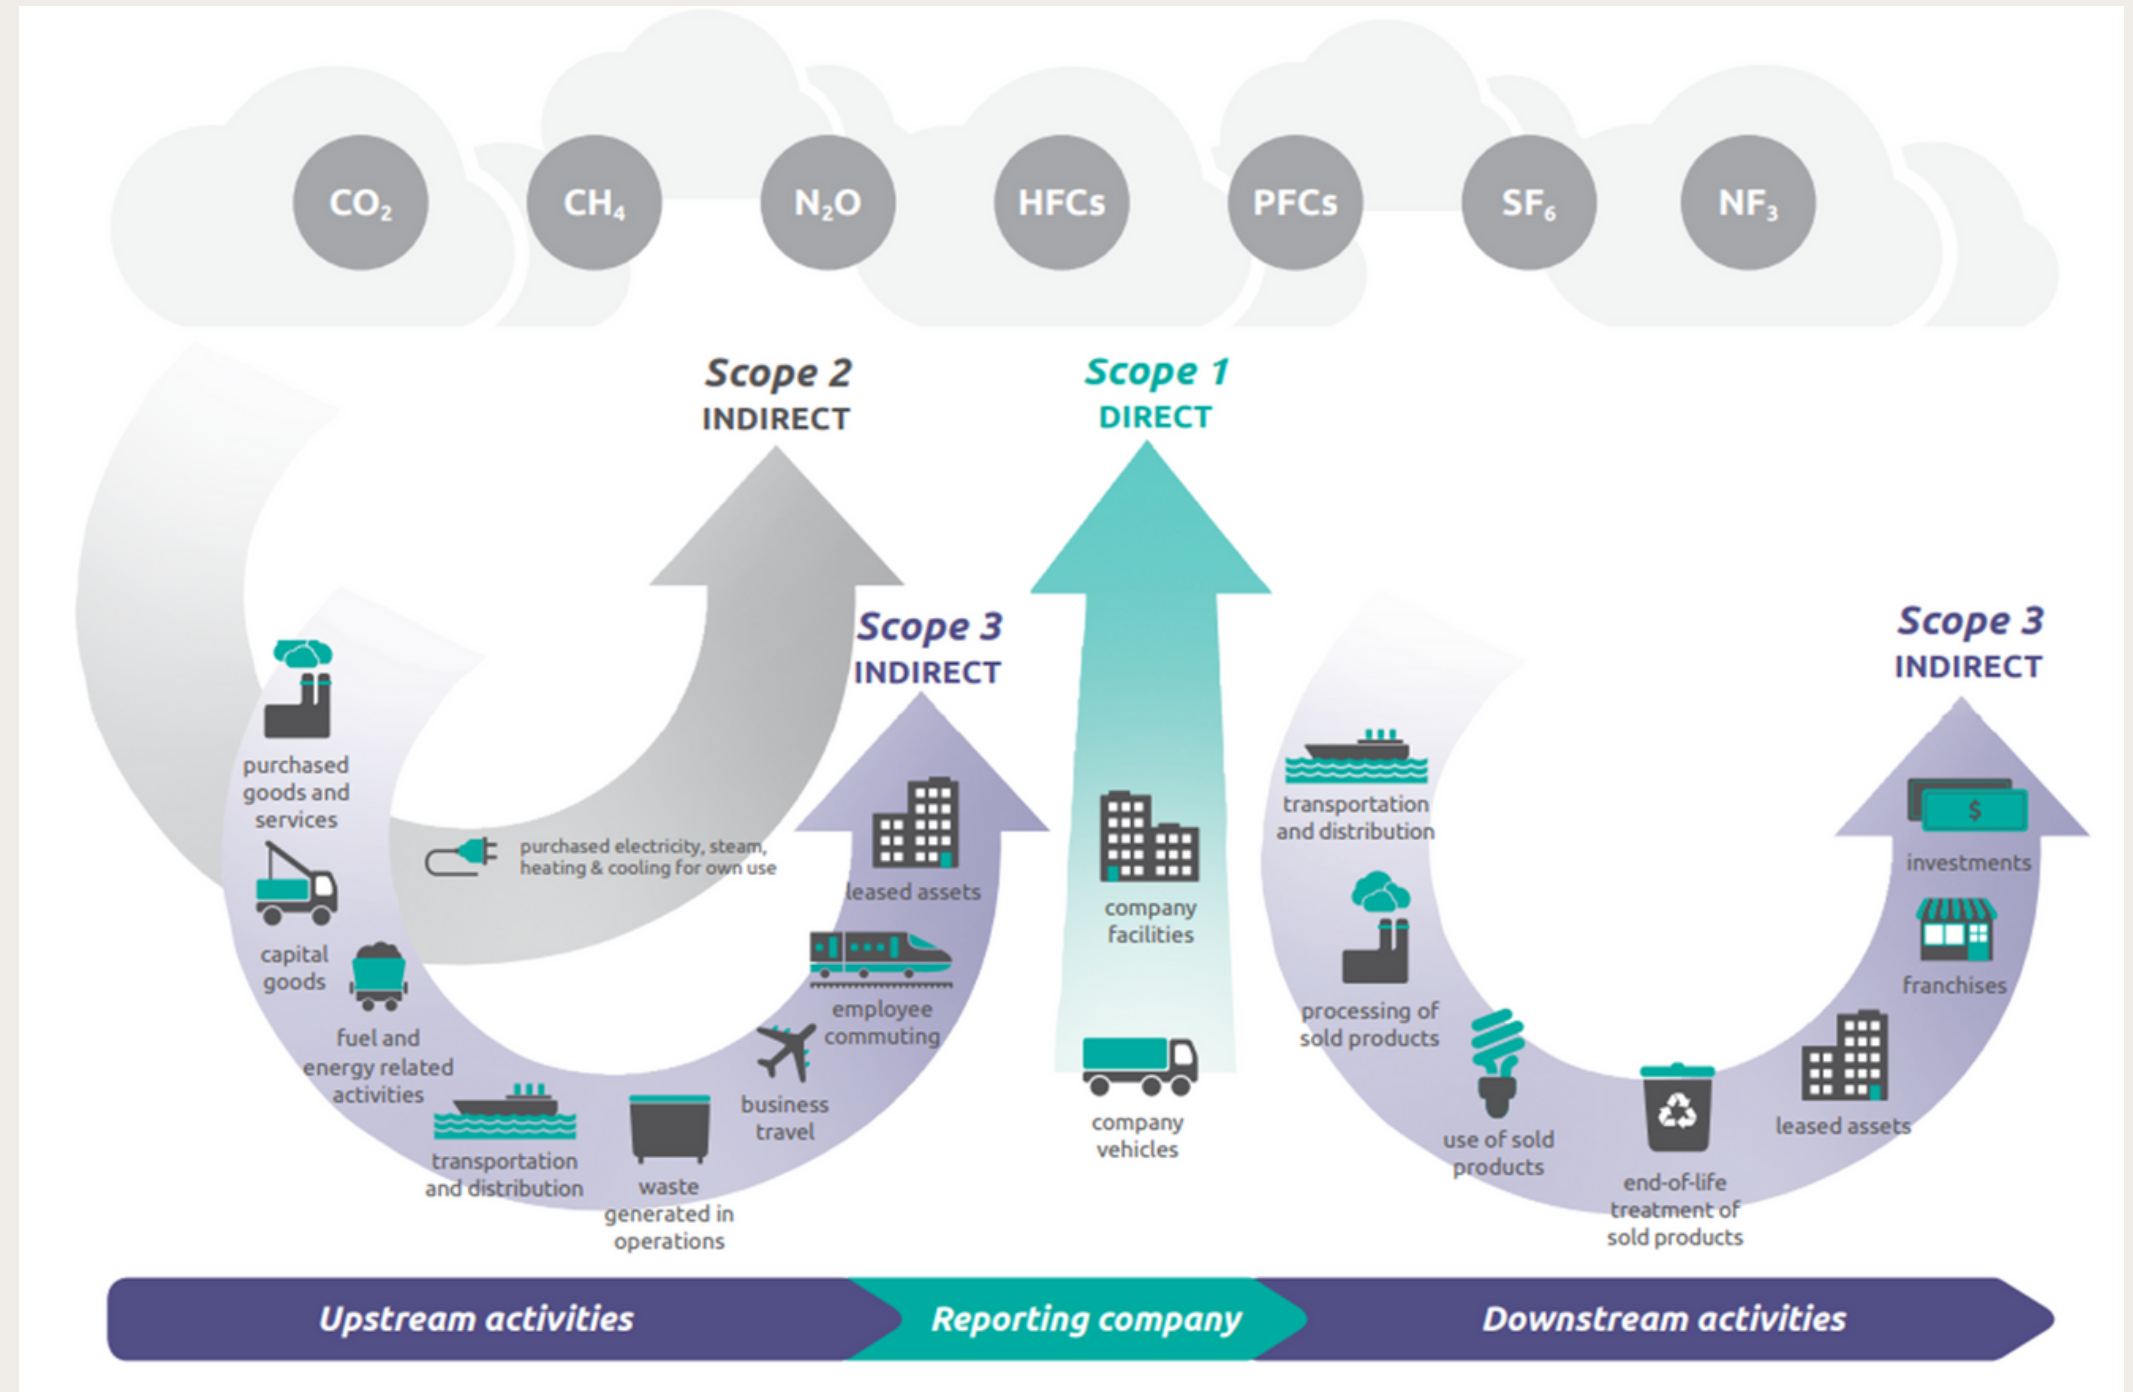 CO₂
CH₄
N₂O
HFCs
PFCs
SF₆
NF₃
Scope 2
INDIRECT
Scope 1
DIRECT
Scope 3
INDIRECT
Scope 3
INDIRECT
purchased
goods and
services
capital
goods
fuel and
energy related
activities
transportation
and distribution
waste
generated in
operations
business
travel
employee
commuting
leased assets
purchased electricity, steam,
heating & cooling for own use
company
facilities
company
vehicles
transportation
and distribution
processing of
sold products
use of sold
products
end-of-life
treatment of
sold products
leased assets
franchises
$
investments
Upstream activities
Reporting company
Downstream activities